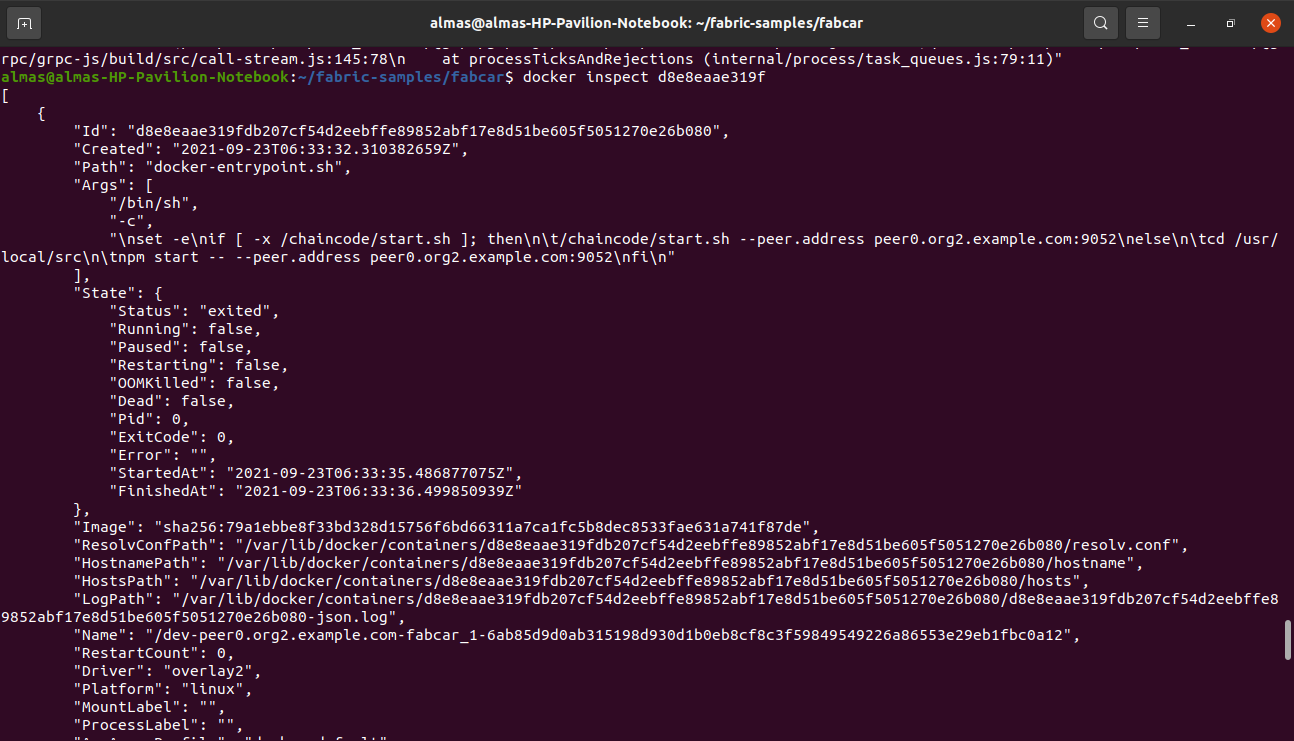 almas@almas-HP-Pavilion-Notebook: ~/fabric-samples/fabcar
rpc/grpc-js/build/src/call-stream.js:145:78\n    at processTicksAndRejections (internal/process/task_queues.js:79:11)"
almas@almas-HP-Pavilion-Notebook:~/fabric-samples/fabcar$ docker inspect d8e8eaae319f
[
    {
        "Id": "d8e8eaae319fdb207cf54d2eebffe89852abf17e8d51be605f5051270e26b080",
        "Created": "2021-09-23T06:33:32.310382659Z",
        "Path": "docker-entrypoint.sh",
        "Args": [
            "/bin/sh",
            "-c",
            "\nset -e\nif [ -x /chaincode/start.sh ]; then\n\t/chaincode/start.sh --peer.address peer0.org2.example.com:9052\nelse\n\tcd /usr/
local/src\n\tnpm start -- --peer.address peer0.org2.example.com:9052\nfi\n"
        ],
        "State": {
            "Status": "exited",
            "Running": false,
            "Paused": false,
            "Restarting": false,
            "OOMKilled": false,
            "Dead": false,
            "Pid": 0,
            "ExitCode": 0,
            "Error": "",
            "StartedAt": "2021-09-23T06:33:35.486877075Z",
            "FinishedAt": "2021-09-23T06:33:36.499850939Z"
        },
        "Image": "sha256:79a1ebbe8f33bd328d15756f6bd66311a7ca1fc5b8dec8533fae631a741f87de",
        "ResolvConfPath": "/var/lib/docker/containers/d8e8eaae319fdb207cf54d2eebffe89852abf17e8d51be605f5051270e26b080/resolv.conf",
        "HostnamePath": "/var/lib/docker/containers/d8e8eaae319fdb207cf54d2eebffe89852abf17e8d51be605f5051270e26b080/hostname",
        "HostsPath": "/var/lib/docker/containers/d8e8eaae319fdb207cf54d2eebffe89852abf17e8d51be605f5051270e26b080/hosts",
        "LogPath": "/var/lib/docker/containers/d8e8eaae319fdb207cf54d2eebffe89852abf17e8d51be605f5051270e26b080/d8e8eaae319fdb207cf54d2eebffe8
9852abf17e8d51be605f5051270e26b080-json.log",
        "Name": "/dev-peer0.org2.example.com-fabcar_1-6ab85d9d0ab315198d930d1b0eb8cf8c3f59849549226a86553e29eb1fbc0a12",
        "RestartCount": 0,
        "Driver": "overlay2",
        "Platform": "linux",
        "MountLabel": "",
        "ProcessLabel": "",